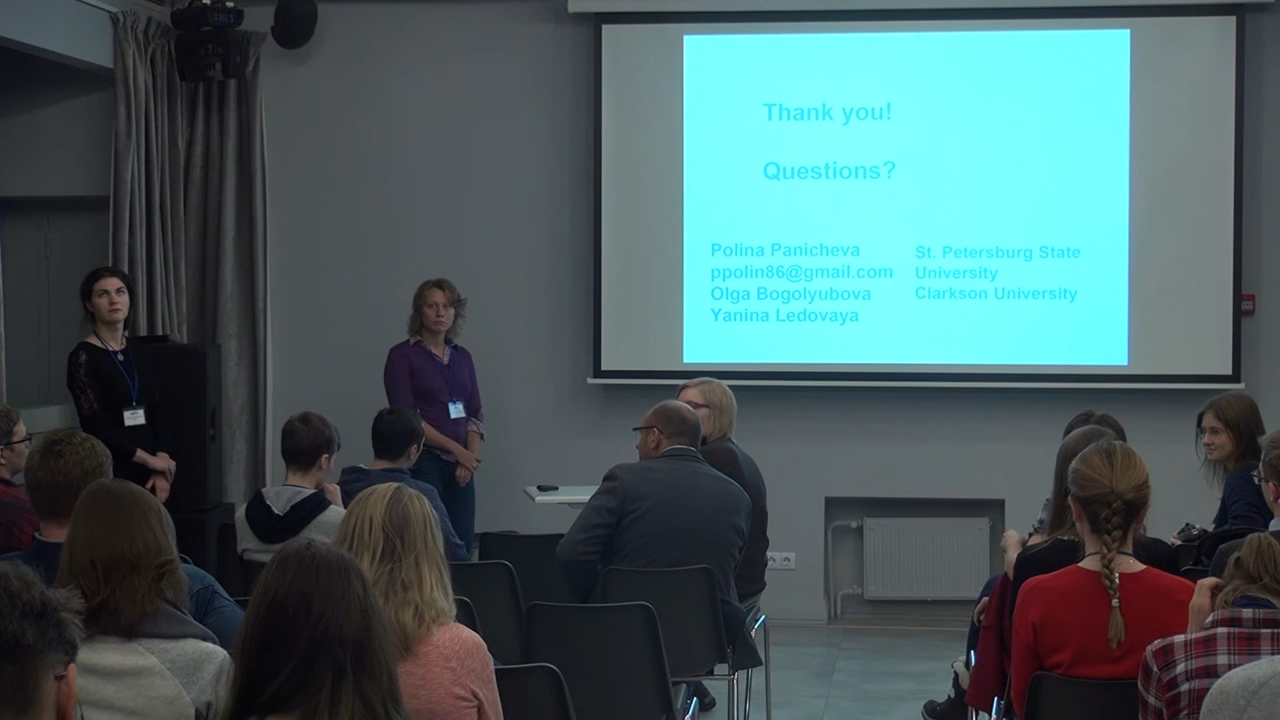 Thank you!
Questions?
Polina Panicheva
ppolin86@gmail.com
Olga Bogolyubova
Yanina Ledovaya
St. Petersburg State
University
Clarkson University